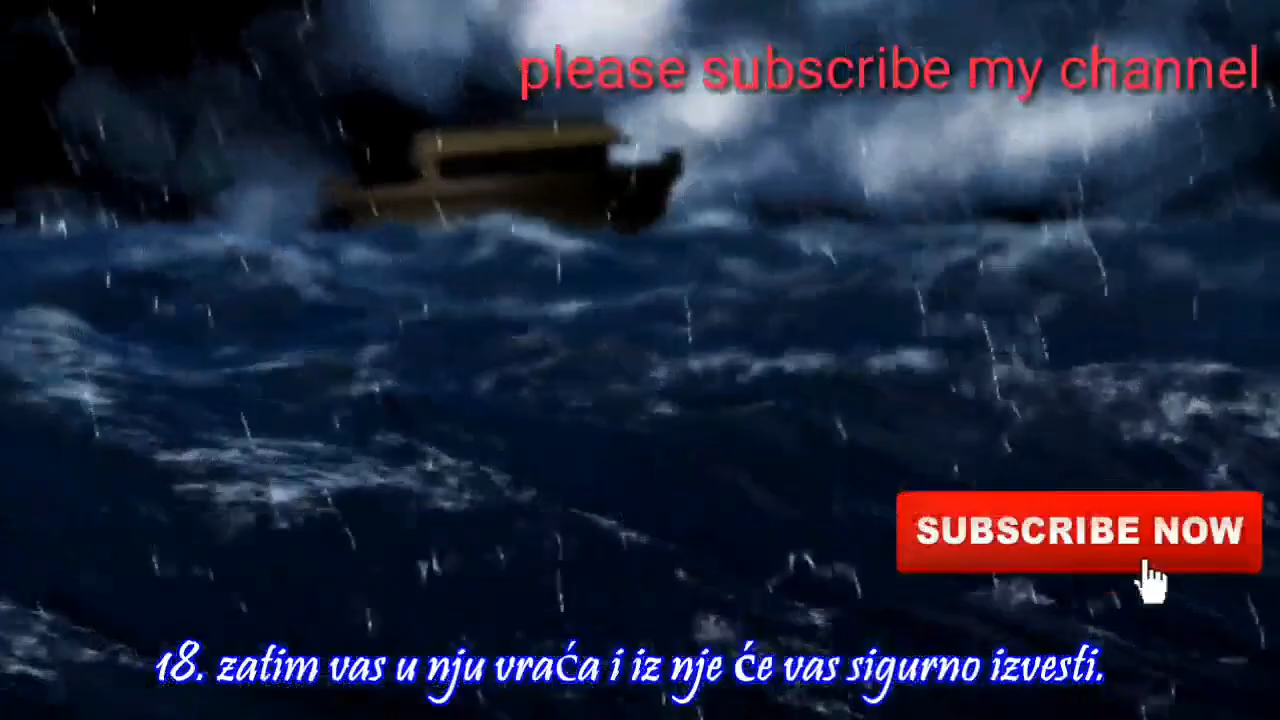 please subscribe my channel
SUBSCRIBE NOW
18. zatim vas u nju vraća i iz nje će vas sigurno izvesti.